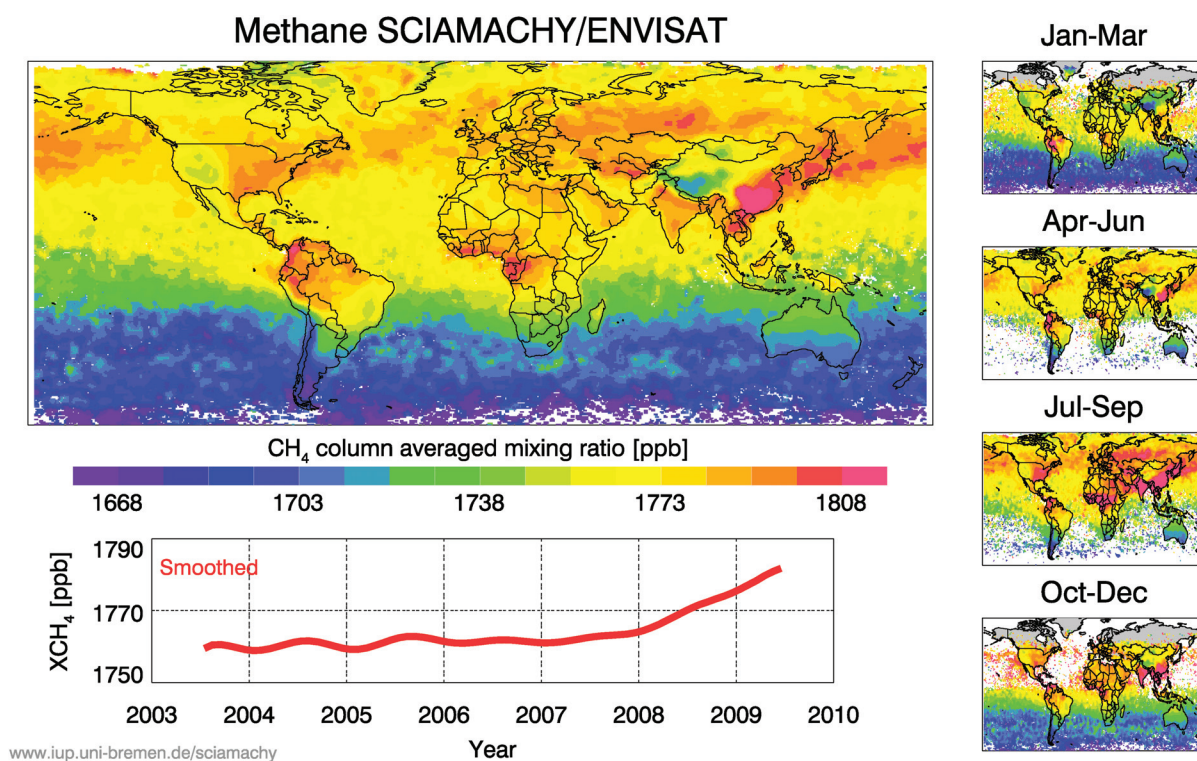 Methane SCIAMACHY/ENVISAT
CH₄ column averaged mixing ratio [ppb]
1668 1703 1738 1773 1808
XCH₄ [ppb]
1790
1770
1750
Smoothed
2003 2004 2005 2006 2007 2008 2009 2010
Year
www.iup.uni-bremen.de/sciamachy
Jan-Mar
Apr-Jun
Jul-Sep
Oct-Dec